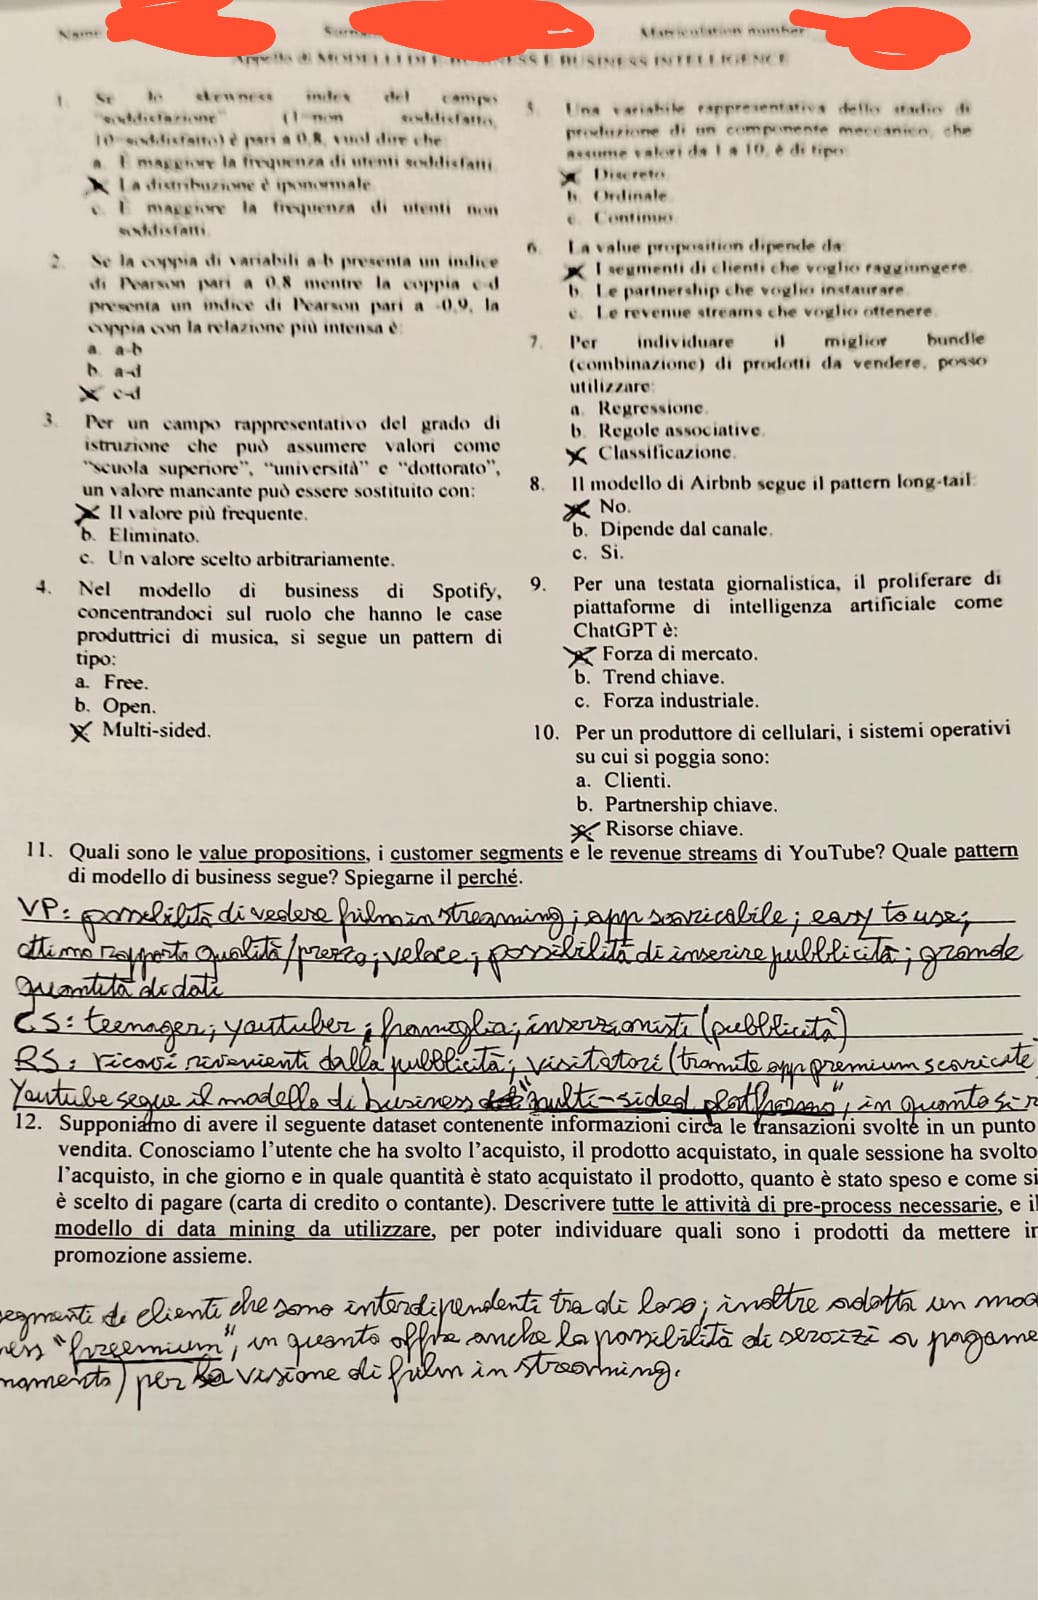 Name
Matriculation number
Appello di MODELLI DI E-BUSINESS E BUSINESS INTELLIGENCE
1. Se lo skewness index del campo
"soddisfazione" (1=non soddisfatto,
10=soddisfatto) è pari a 0.8, vuol dire che:
a. È maggiore la frequenza di utenti soddisfatti.
b. La distribuzione è iponormale.
c. È maggiore la frequenza di utenti non
soddisfatti.
2. Se la coppia di variabili a-b presenta un indice
di Pearson pari a 0.8 mentre la coppia c-d
presenta un indice di Pearson pari a -0.9, la
coppia con la relazione più intensa è:
a. a-b
b. a-d
c-d
3. Per un campo rappresentativo del grado di
istruzione che può assumere valori come
"scuola superiore", "università" e "dottorato",
un valore mancante può essere sostituito con:
Il valore più frequente.
b. Eliminato.
c. Un valore scelto arbitrariamente.
4. Nel modello di business di Spotify,
concentrandoci sul ruolo che hanno le case
produttrici di musica, si segue un pattern di
tipo:
a. Free.
b. Open.
c. Multi-sided.
5. Una variabile rappresentativa dello stadio di
produzione di un componente meccanico, che
assume valori da 1 a 10, è di tipo:
a. Discreto.
b. Ordinale.
c. Continuo.
6. La value proposition dipende da:
a. I segmenti di clienti che voglio raggiungere.
b. Le partnership che voglio instaurare.
c. Le revenue streams che voglio ottenere.
7. Per individuare il miglior bundle
(combinazione) di prodotti da vendere, posso
utilizzare:
a. Regressione.
b. Regole associative.
Classificazione.
8. Il modello di Airbnb segue il pattern long-tail:
a. No.
b. Dipende dal canale.
c. Si.
9. Per una testata giornalistica, il proliferare di
piattaforme di intelligenza artificiale come
ChatGPT è:
a. Forza di mercato.
b. Trend chiave.
c. Forza industriale.
10. Per un produttore di cellulari, i sistemi operativi
su cui si poggia sono:
a. Clienti.
b. Partnership chiave.
c. Risorse chiave.
11. Quali sono le value propositions, i customer segments e le revenue streams di YouTube? Quale pattern
di modello di business segue? Spiegarne il perché.
VP: possibilità di vedere film in streaming; app scaricabile; easy to use;
ottimo rapporto qualità/prezzo; veloce; possibilità di inserire pubblicità; grande
quantità di dati
CS: teenager; youtuber; famiglia; inserzionisti (pubblicità)
RS: ricavi rivenienti dalla pubblicità; visitatori (tramite app premium scaricate
Youtube segue il modello di business "multi-sided platforms", in quanto si r
12. Supponiamo di avere il seguente dataset contenente informazioni circa le transazioni svolte in un punto
vendita. Conosciamo l'utente che ha svolto l'acquisto, il prodotto acquistato, in quale sessione ha svolto
l'acquisto, in che giorno e in quale quantità è stato acquistato il prodotto, quanto è stato speso e come si
è scelto di pagare (carta di credito o contante). Descrivere tutte le attività di pre-process necessarie, e il
modello di data mining da utilizzare, per poter individuare quali sono i prodotti da mettere in
promozione assieme.
segmenti di clienti che sono interdipendenti tra di loro; inoltre adotta un mod
ness "freemium", in quanto offre anche la possibilità di servizi a pagame
namento) per la visione di film in streaming.